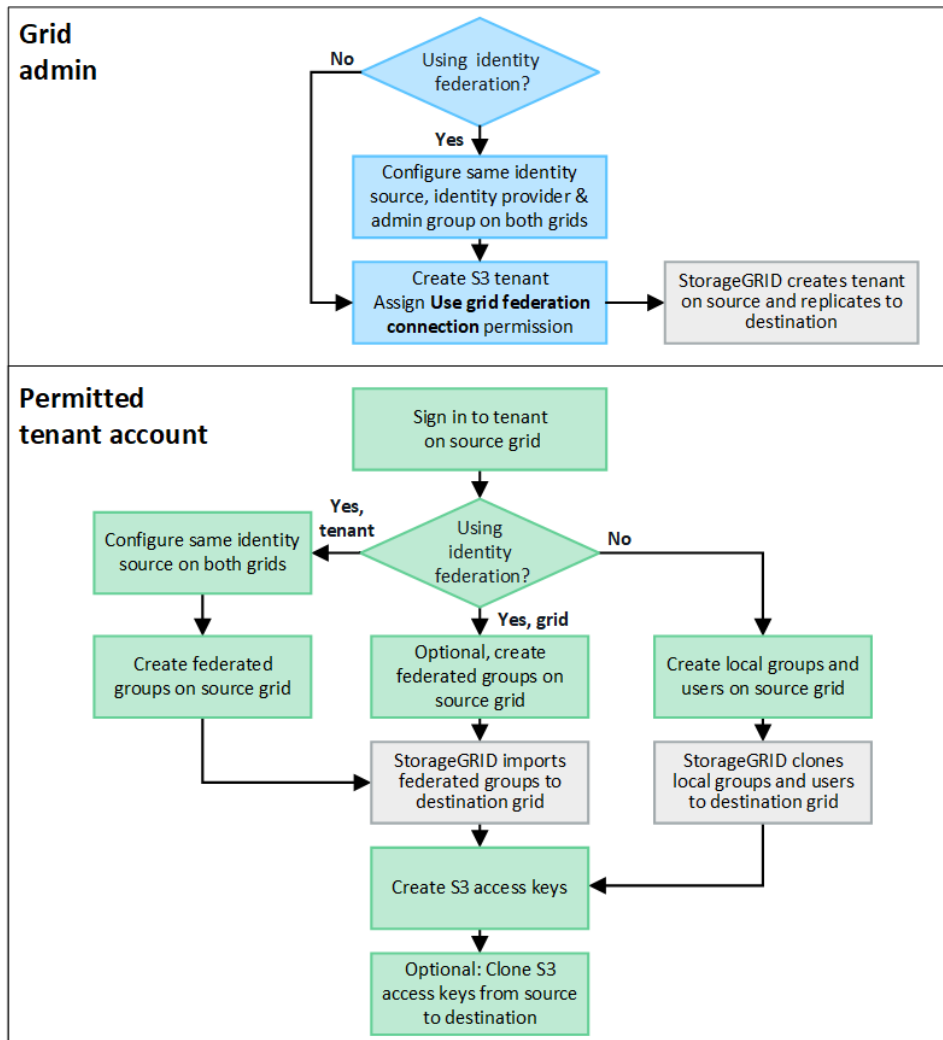 Grid
admin
No
Using identity
federation?
Yes
Configure same identity
source, identity provider &
admin group on both grids
Create S3 tenant
Assign Use grid federation
connection permission
StorageGRID creates tenant
on source and replicates to
destination
Permitted
tenant account
Sign in to tenant
on source grid
Yes,
tenant
Configure same identity
source on both grids
Using
identity
federation?
No
Yes, grid
Create federated
groups on source grid
Optional, create
federated groups on
source grid
Create local groups and
users on source grid
StorageGRID imports
federated groups to
destination grid
StorageGRID clones
local groups and users
to destination grid
Create S3 access keys
Optional: Clone S3
access keys from source
to destination